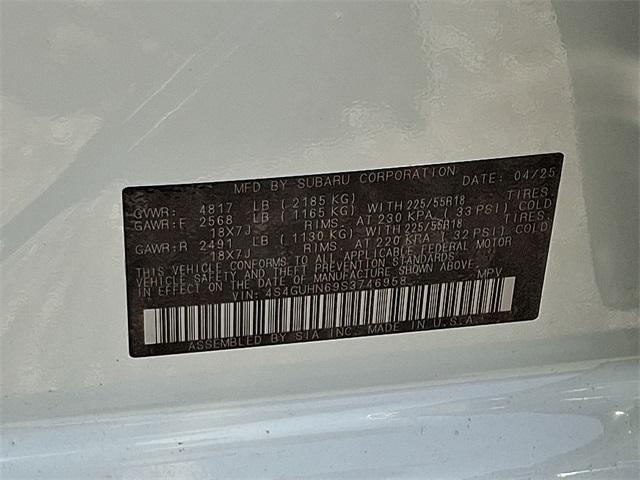 MFD BY SUBARU CORPORATION DATE: 04/25
GVWR: 4817 LB ( 2185 KG)
GAWR:F 2568 LB ( 1165 KG) WITH 225/55R18 TIRES,
18X7J RIMS, AT 230 KPA ( 33 PSI) COLD
GAWR:R 2491 LB ( 1130 KG) WITH 225/55R18 TIRES,
18X7J RIMS, AT 220 KPA ( 32 PSI) COLD
THIS VEHICLE CONFORMS TO ALL APPLICABLE FEDERAL MOTOR
VEHICLE SAFETY STANDARDS
IN EFFECT ON THE DATE OF MANUFACTURE SHOWN ABOVE.
VIN: 4S4GUHN69S3746958 MPV
ASSEMBLED BY SIA INC. MADE IN U.S.A.